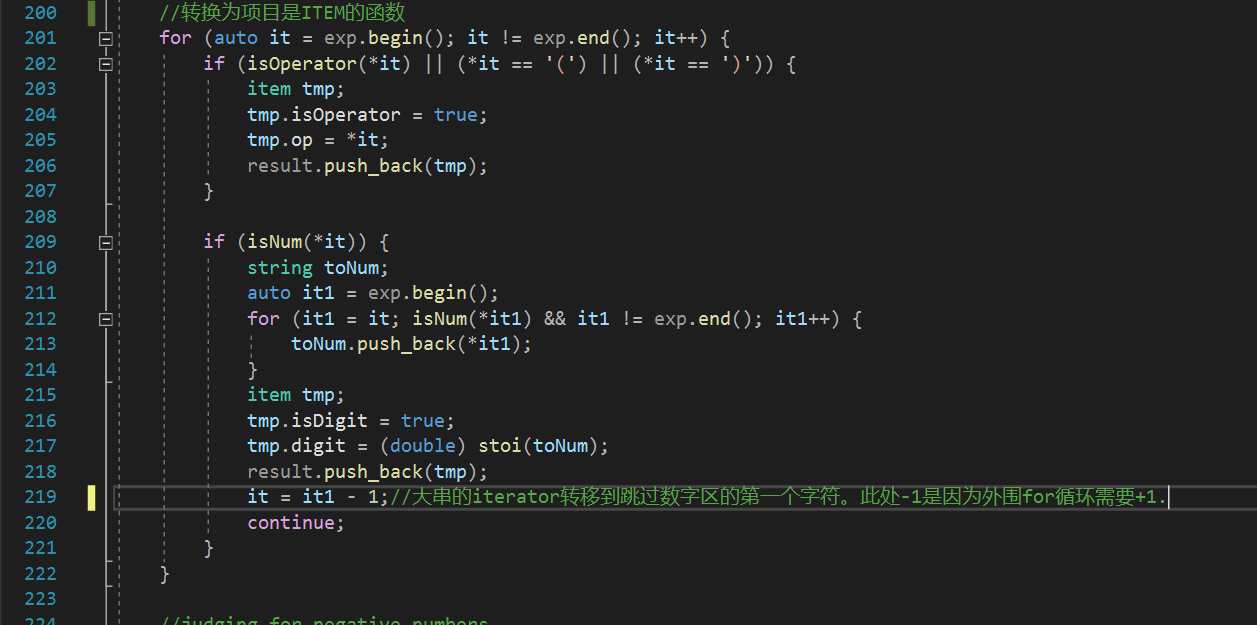 200 //转换为项目是ITEM的函数
201 for (auto it = exp.begin(); it != exp.end(); it++) {
202 if (isOperator(*it) || (*it == '(') || (*it == ')')) {
203 item tmp;
204 tmp.isOperator = true;
205 tmp.op = *it;
206 result.push_back(tmp);
207 }
208
209 if (isNum(*it)) {
210 string toNum;
211 auto it1 = exp.begin();
212 for (it1 = it; isNum(*it1) && it1 != exp.end(); it1++) {
213 toNum.push_back(*it1);
214 }
215 item tmp;
216 tmp.isDigit = true;
217 tmp.digit = (double) stoi(toNum);
218 result.push_back(tmp);
219 it = it1 - 1;//大串的iterator转移到跳过数字区的第一个字符。此处-1是因为外围for循环需要+1.
220 continue;
221 }
222 }
223
224 //judging for negative numbers